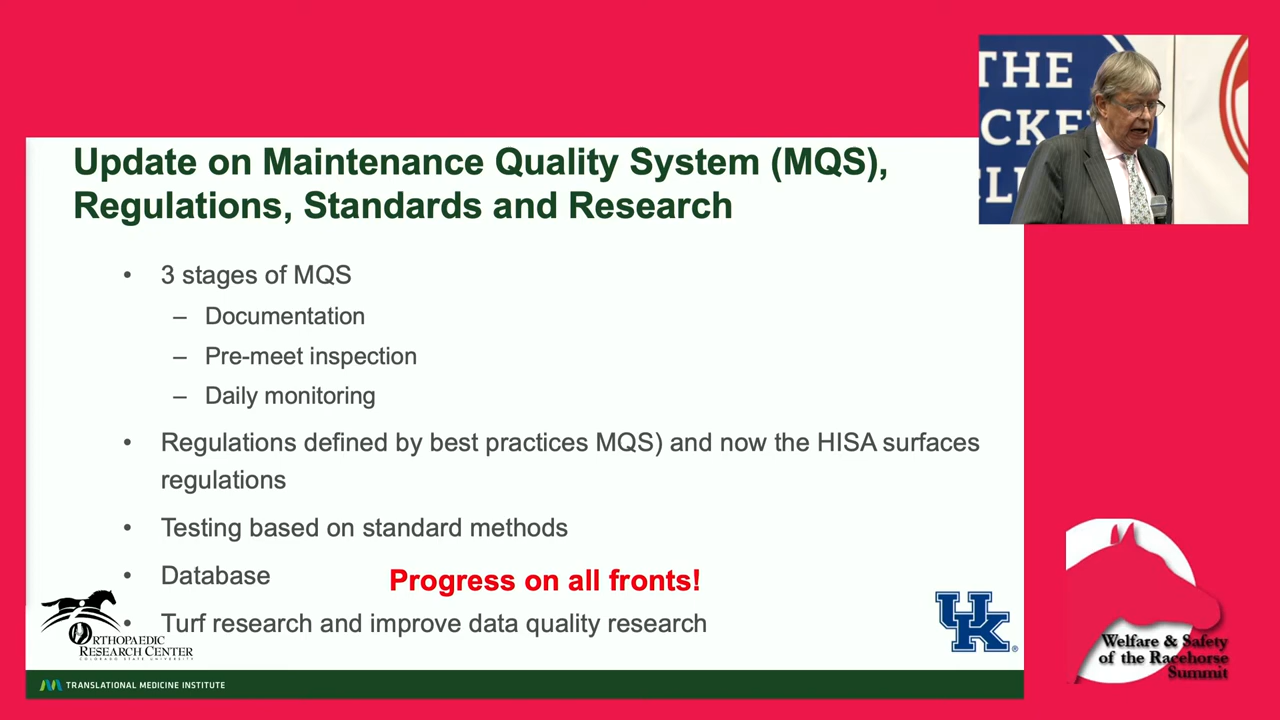 THE
Update on Maintenance Quality System (MQS),
Regulations, Standards and Research
• 3 stages of MQS
– Documentation
– Pre-meet inspection
– Daily monitoring
• Regulations defined by best practices MQS) and now the HISA surfaces
regulations
• Testing based on standard methods
• Database
Progress on all fronts!
• Turf research and improve data quality research
ORTHOPAEDIC
RESEARCH CENTER
COLORADO STATE UNIVERSITY
UK
TRANSLATIONAL MEDICINE INSTITUTE
Welfare & Safety
of the Racehorse
Summit